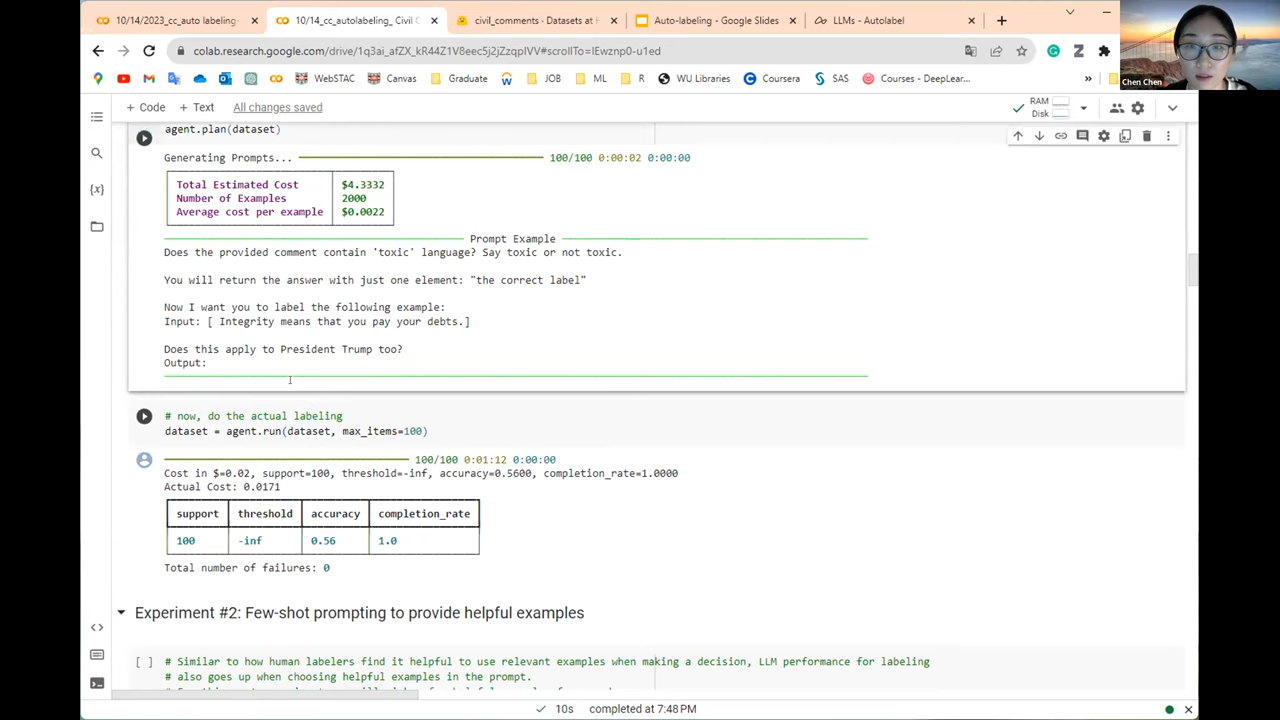 10/14/2023_cc_auto labeling-
10/14_cc_autolabeling_ Civil C
civil_comments · Datasets at H
Auto-labeling - Google Slides
LLMs - Autolabel
colab.research.google.com/drive/1q3ai_afZX_kR44Z1V8eec5j2jZzqpIVV#scrollTo=IEwznp0-u1ed
WebSTAC
Canvas
Graduate
JOB
ML
R
WU Libraries
Coursera
SAS
Courses - DeepLear...
»
Chen Chen
+ Code
+ Text
All changes saved
RAM
Disk
agent.plan(dataset)
Generating Prompts... 100/100 0:00:02 0:00:00
Total Estimated Cost $4.3332
Number of Examples 2000
Average cost per example $0.0022
Prompt Example
Does the provided comment contain 'toxic' language? Say toxic or not toxic.
You will return the answer with just one element: "the correct label"
Now I want you to label the following example:
Input: [ Integrity means that you pay your debts.]
Does this apply to President Trump too?
Output:
# now, do the actual labeling
dataset = agent.run(dataset, max_items=100)
100/100 0:01:12 0:00:00
Cost in $=0.02, support=100, threshold=-inf, accuracy=0.5600, completion_rate=1.0000
Actual Cost: 0.0171
support threshold accuracy completion_rate
100 -inf 0.56 1.0
Total number of failures: 0
Experiment #2: Few-shot prompting to provide helpful examples
[ ] # Similar to how human labelers find it helpful to use relevant examples when making a decision, LLM performance for labeling
# also goes up when choosing helpful examples in the prompt.
10s completed at 7:48 PM